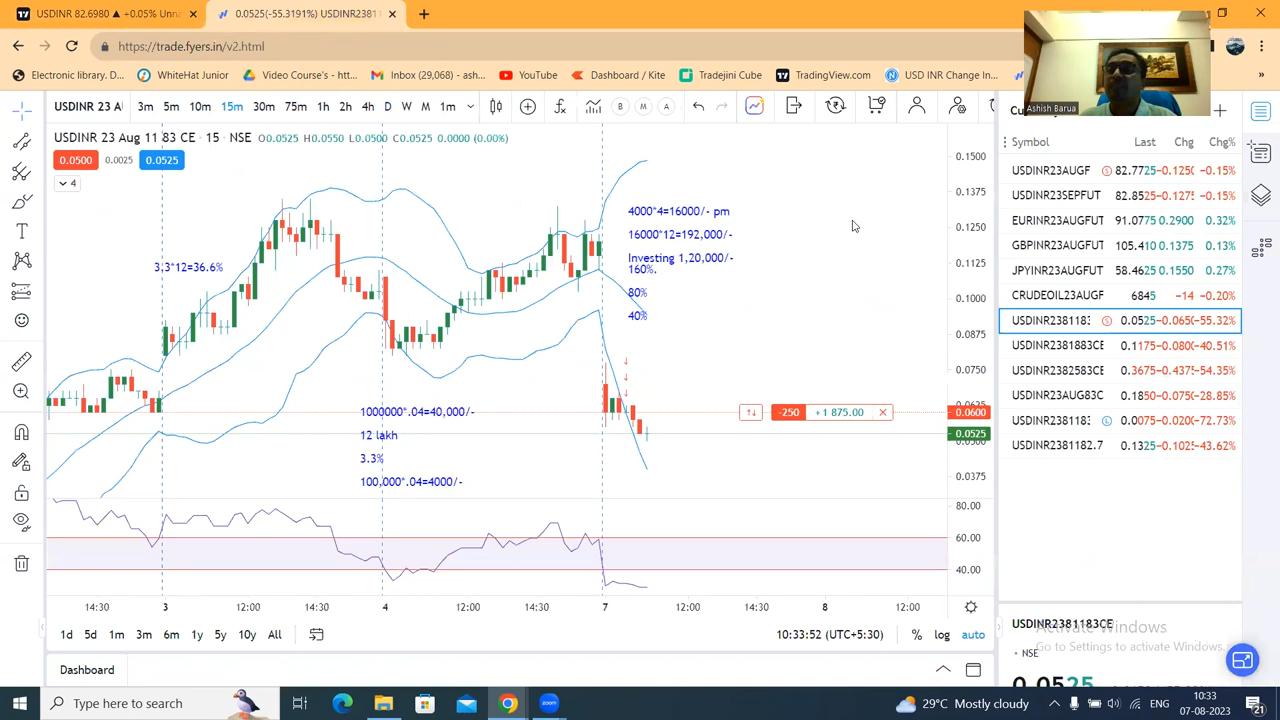 USDINR 82.6980 ▲ +0.05% Unna
0.0525(-55.3191%) USDINR2381
https://trade.fyers.in/v2.html
Electronic library. D...
WhiteHat Junior
Video Course's - htt...
Inbox (29,068) - ash...
YouTube
Dashboard / Kite
Tradejini Cube
TradingView.com
USD INR Change In...
Ashish Barua
USDINR 23 A
3m 5m 10m 15m 30m 75m 1h 2h 4h D W M 1m
B M A
USDINR 23 Aug 11 83 CE · 15 · NSE O0.0525 H0.0550 L0.0500 C0.0525 0.0000 (0.00%)
0.0500 0.0025 0.0525
4
4000*4=16000/- pm
16000*12=192,000/-
Investing 1,20,000/-
160%.
80%
40%
3.3*12=36.6%
1000000*.04=40,000/-
12 lakh
3.3%
100,000*.04=4000/-
-250 +1 875.00
0.1500
0.1375
0.1250
0.1125
0.1000
0.0875
0.0750
0.0600
0.0525
0.0375
80.00
60.00
40.00
14:30 3 12:00 14:30 4 12:00 14:30 7 12:00 14:30 8 12:00
1d 5d 1m 3m 6m 1y 5y 10y All
10:33:52 (UTC+5:30) % log auto
Dashboard
Symbol Last Chg Chg%
USDINR23AUGF S 82.7725 -0.1250 -0.15%
USDINR23SEPFUT 82.8525 -0.1275 -0.15%
EURINR23AUGFUT 91.0775 0.2900 0.32%
GBPINR23AUGFUT 105.410 0.1375 0.13%
JPYINR23AUGFUT 58.4625 0.1550 0.27%
CRUDEOIL23AUGF 6845 -14 -0.20%
USDINR238118 S 0.0525 -0.0650 -55.32%
USDINR2381883CE 0.1175 -0.0800 -40.51%
USDINR2382583CE 0.3675 -0.4375 -54.35%
USDINR23AUG83C 0.1850 -0.0750 -28.85%
USDINR238118 L 0.0075 -0.0200 -72.73%
USDINR2381182.7 0.1325 -0.1025 -43.62%
USDINR2381183CE
NSE
0.0525
Activate Windows
Go to Settings to activate Windows.
Type here to search
zoom
29°C Mostly cloudy
ENG
10:33
07-08-2023
21